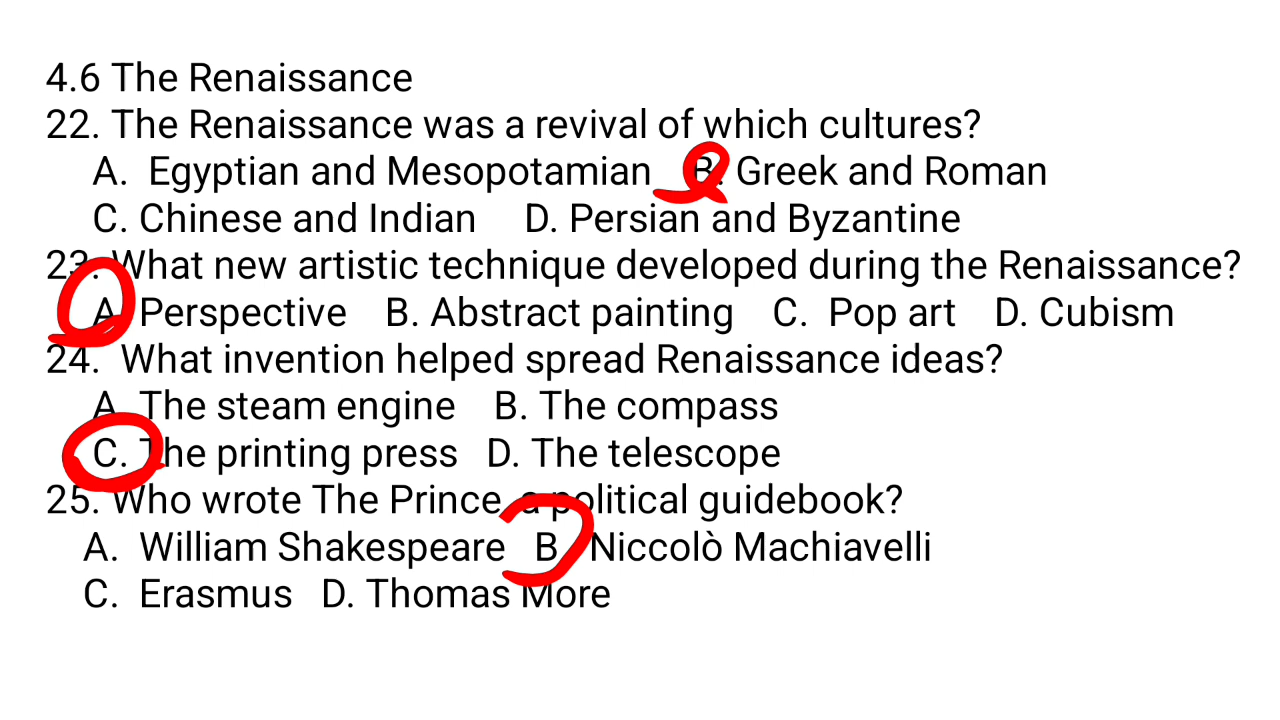 4.6 The Renaissance
22. The Renaissance was a revival of which cultures?
A. Egyptian and Mesopotamian B. Greek and Roman
C. Chinese and Indian D. Persian and Byzantine
23. What new artistic technique developed during the Renaissance?
A. Perspective B. Abstract painting C. Pop art D. Cubism
24. What invention helped spread Renaissance ideas?
A. The steam engine B. The compass
C. The printing press D. The telescope
25. Who wrote The Prince, a political guidebook?
A. William Shakespeare B. Niccolò Machiavelli
C. Erasmus D. Thomas More